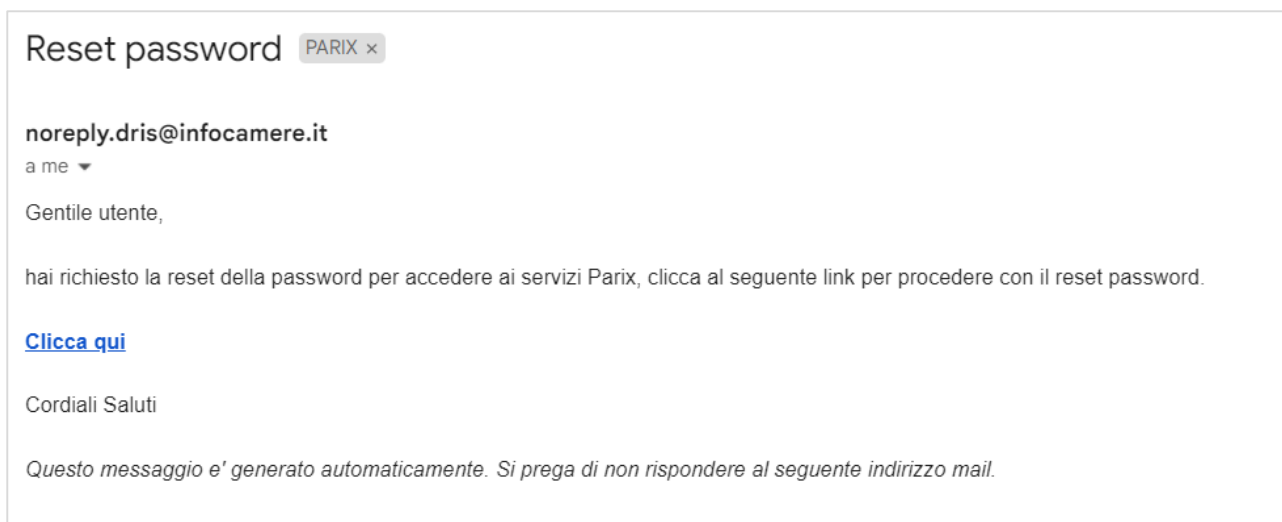 Reset password PARIX ×
noreply.dris@infocamere.it
a me
Gentile utente,
hai richiesto la reset della password per accedere ai servizi Parix, clicca al seguente link per procedere con il reset password.
Clicca qui
Cordiali Saluti
Questo messaggio e' generato automaticamente. Si prega di non rispondere al seguente indirizzo mail.